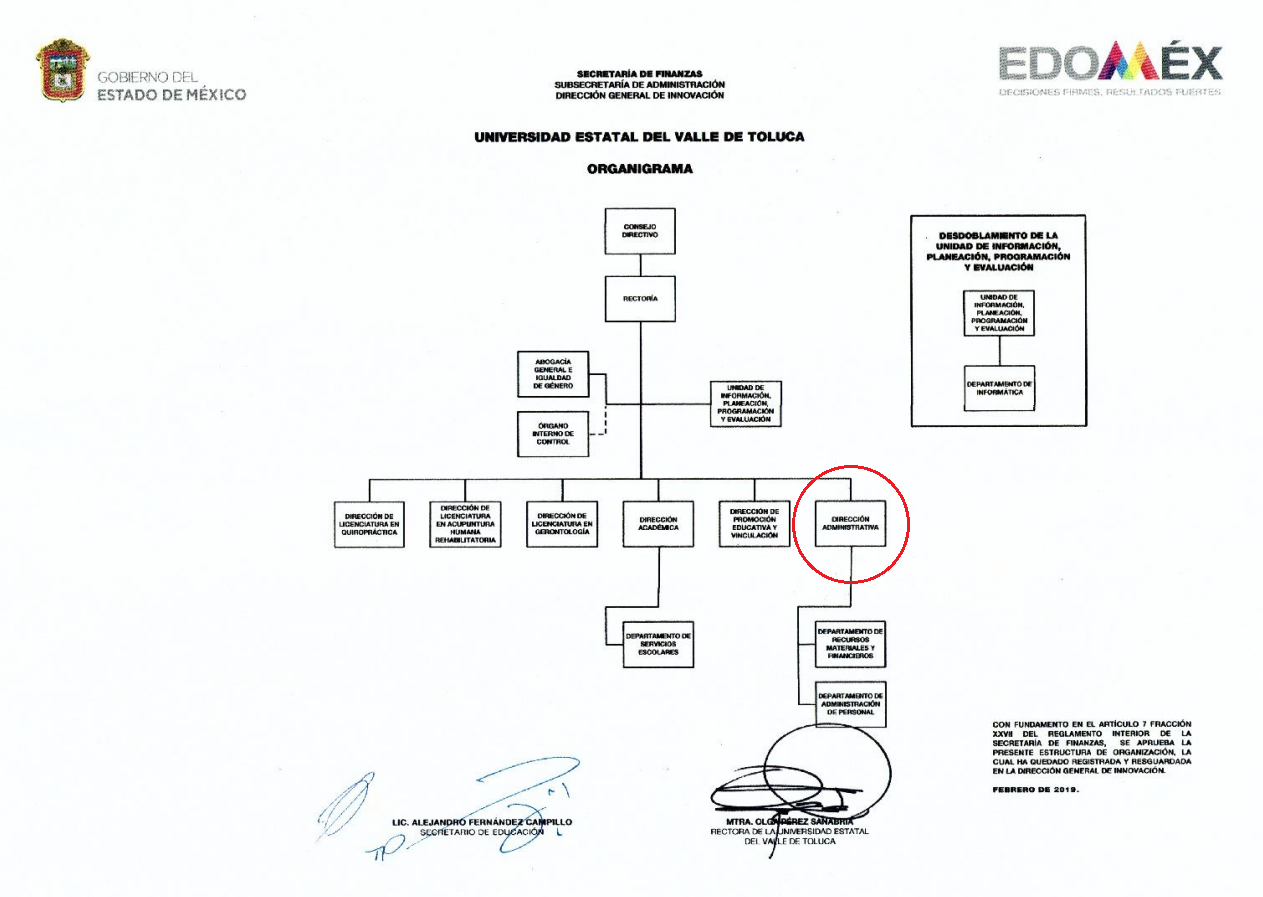 GOBIERNO DEL
ESTADO DE MÉXICO
SECRETARÍA DE FINANZAS
SUBSECRETARÍA DE ADMINISTRACIÓN
DIRECCIÓN GENERAL DE INNOVACIÓN
EDOMÉX
DECISIONES FIRMES, RESULTADOS FUERTES
UNIVERSIDAD ESTATAL DEL VALLE DE TOLUCA
ORGANIGRAMA
CONSEJO
DIRECTIVO
RECTORÍA
ABOGACÍA
GENERAL E
IGUALDAD
DE GÉNERO
ÓRGANO
INTERNO DE
CONTROL
UNIDAD DE
INFORMACIÓN,
PLANEACIÓN,
PROGRAMACIÓN
Y EVALUACIÓN
DESDOBLAMIENTO DE LA
UNIDAD DE INFORMACIÓN,
PLANEACIÓN, PROGRAMACIÓN
Y EVALUACIÓN
UNIDAD DE
INFORMACIÓN,
PLANEACIÓN,
PROGRAMACIÓN
Y EVALUACIÓN
DEPARTAMENTO DE
INFORMÁTICA
DIRECCIÓN DE
LICENCIATURA EN
QUIROPRÁCTICA
DIRECCIÓN DE
LICENCIATURA
EN ACUPUNTURA
HUMANA
REHABILITATORIA
DIRECCIÓN DE
LICENCIATURA EN
GERONTOLOGÍA
DIRECCIÓN
ACADÉMICA
DIRECCIÓN DE
PROMOCIÓN
EDUCATIVA Y
VINCULACIÓN
DIRECCIÓN
ADMINISTRATIVA
DEPARTAMENTO DE
SERVICIOS
ESCOLARES
DEPARTAMENTO DE
RECURSOS
MATERIALES Y
FINANCIEROS
DEPARTAMENTO DE
ADMINISTRACIÓN
DE PERSONAL
CON FUNDAMENTO EN EL ARTÍCULO 7 FRACCIÓN
XXVII DEL REGLAMENTO INTERIOR DE LA
SECRETARÍA DE FINANZAS, SE APRUEBA LA
PRESENTE ESTRUCTURA DE ORGANIZACIÓN, LA
CUAL HA QUEDADO REGISTRADA Y RESGUARDADA
EN LA DIRECCIÓN GENERAL DE INNOVACIÓN.
FEBRERO DE 2019.
LIC. ALEJANDRO FERNÁNDEZ CAMPILLO
SECRETARIO DE EDUCACIÓN
MTRA. OLGA PÉREZ SANABRIA
RECTORA DE LA UNIVERSIDAD ESTATAL
DEL VALLE DE TOLUCA